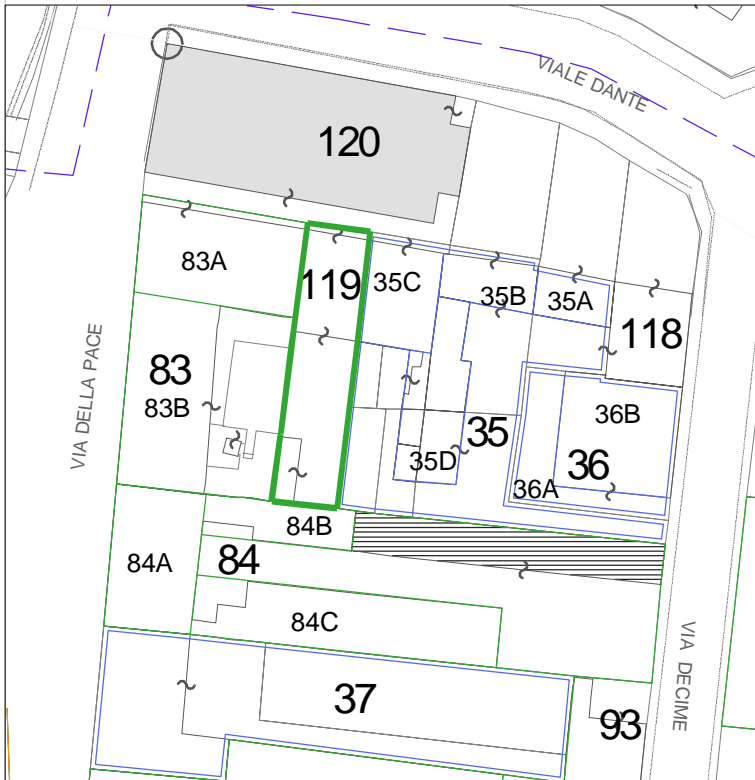 VIALE DANTE
120
83A
119
35C
35B
35A
118
VIA DELLA PACE
83
83B
36B
35
36
35D
36A
84B
84
84A
84C
VIA DECIME
37
93